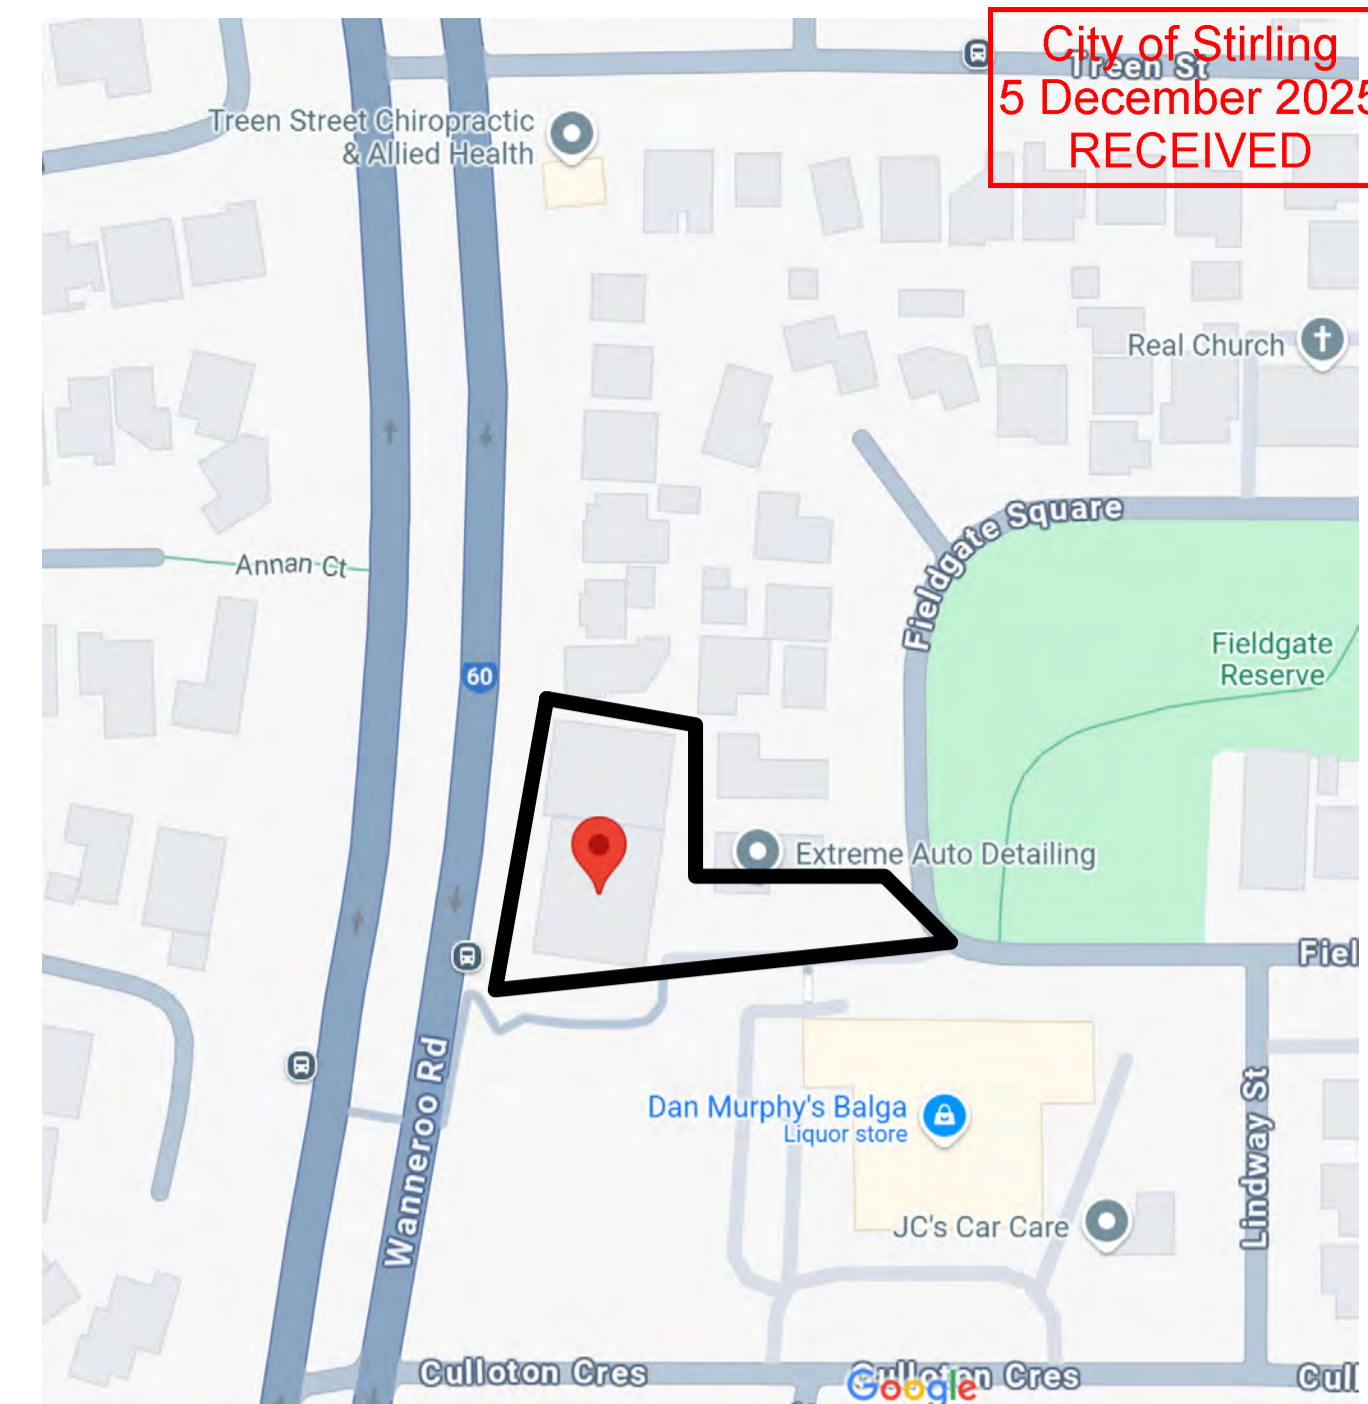 City of Stirling
Treen St
5 December 2025
RECEIVED
Treen Street Chiropractic
& Allied Health
Real Church
Fieldgate Square
Annan Ct
Fieldgate
Reserve
60
Extreme Auto Detailing
Fiel
Wanneroo Rd
Dan Murphy's Balga
Liquor store
Lindway St
JC's Car Care
Culloton Cres
Culloton Cres
Cull
Google